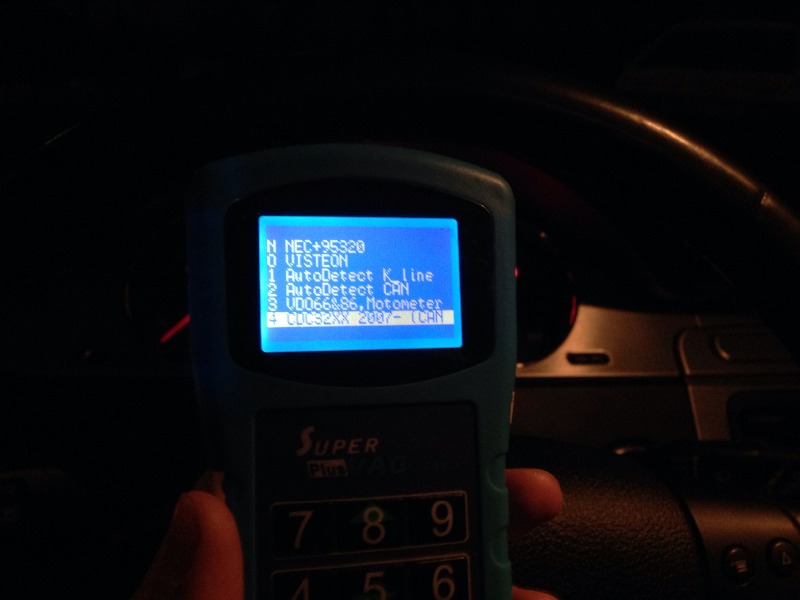 N NEC+95320
O VISTEON
1 AutoDetect K_line
2 AutoDetect CAN
3 VDO66&86,Motometer
4 CDC32XX 2007- (CAN
SUPER
Plus VAG
7 8 9
4 5 6